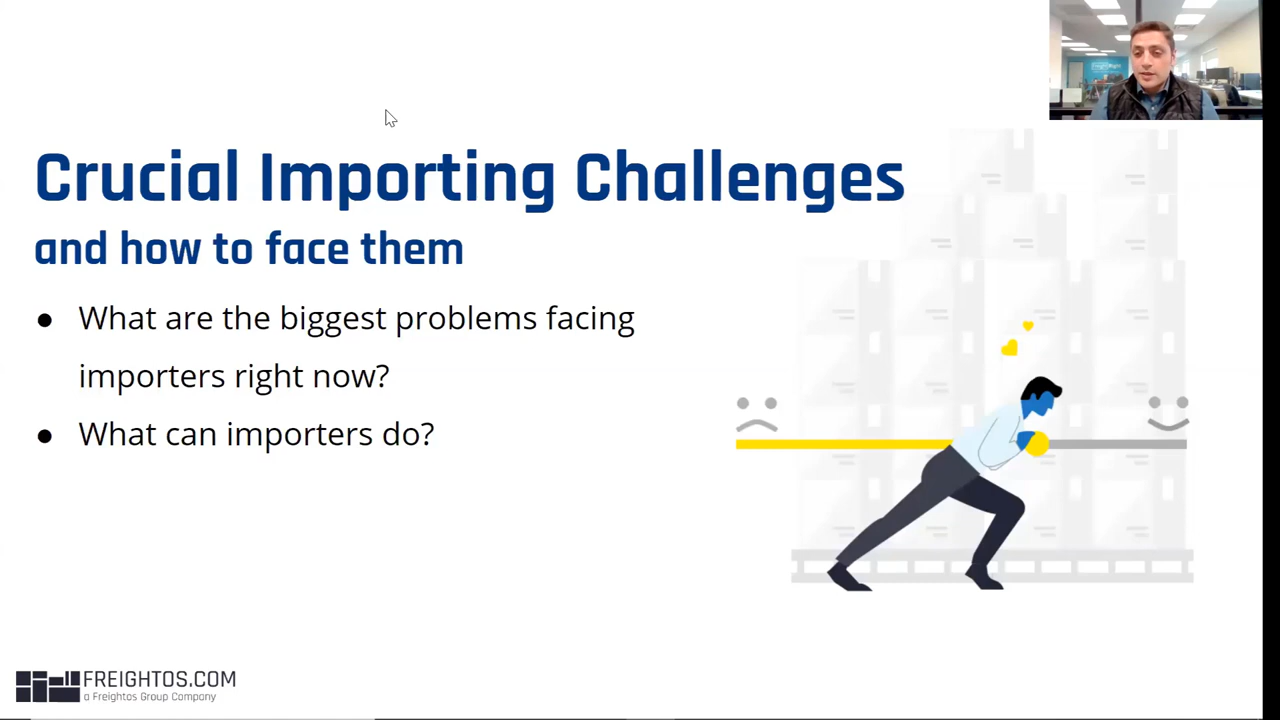 Crucial Importing Challenges
and how to face them
● What are the biggest problems facing
importers right now?
● What can importers do?
FREIGHTOS.COM
a Freightos Group Company